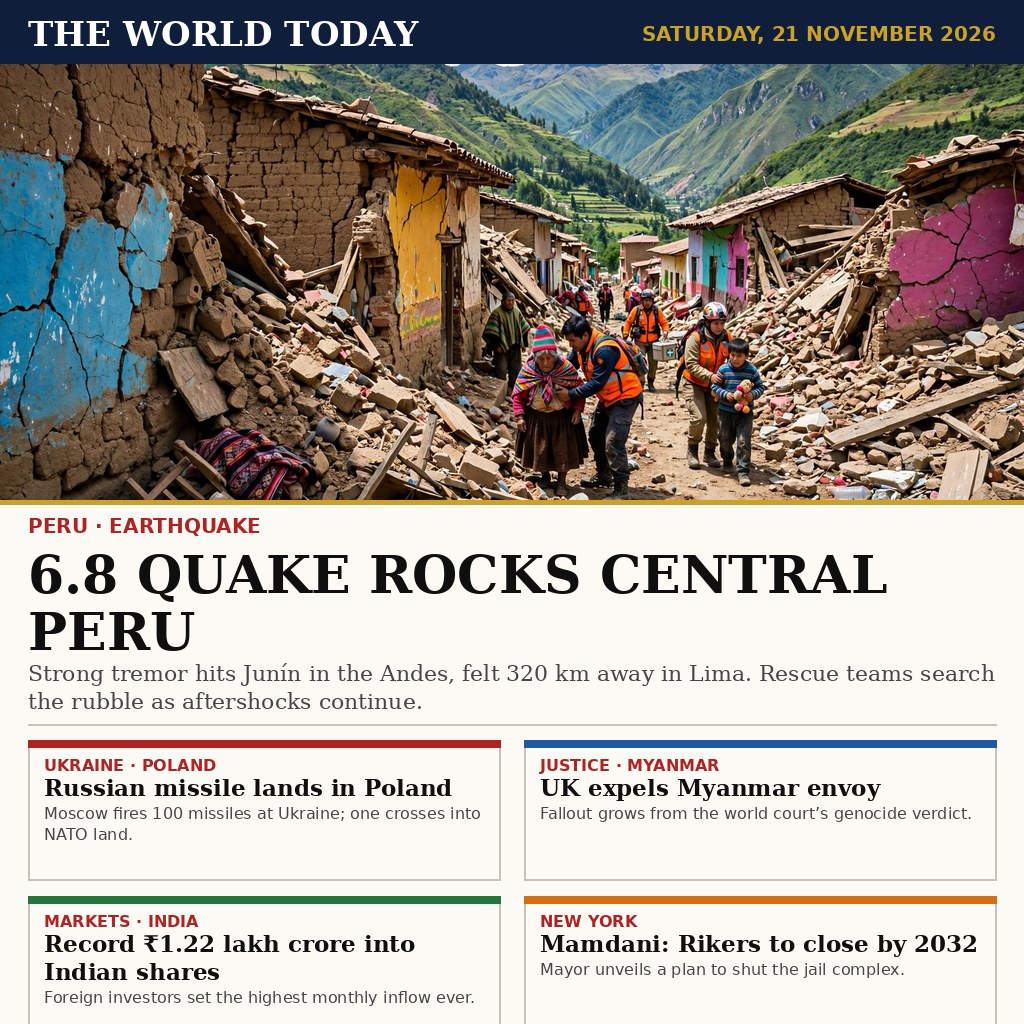 THE WORLD TODAY
SATURDAY, 21 NOVEMBER 2026
PERU · EARTHQUAKE
6.8 QUAKE ROCKS CENTRAL
PERU
Strong tremor hits Junín in the Andes, felt 320 km away in Lima. Rescue teams search
the rubble as aftershocks continue.
UKRAINE · POLAND
Russian missile lands in Poland
Moscow fires 100 missiles at Ukraine; one crosses into
NATO land.
JUSTICE · MYANMAR
UK expels Myanmar envoy
Fallout grows from the world court’s genocide verdict.
MARKETS · INDIA
Record ₹1.22 lakh crore into
Indian shares
Foreign investors set the highest monthly inflow ever.
NEW YORK
Mamdani: Rikers to close by 2032
Mayor unveils a plan to shut the jail complex.